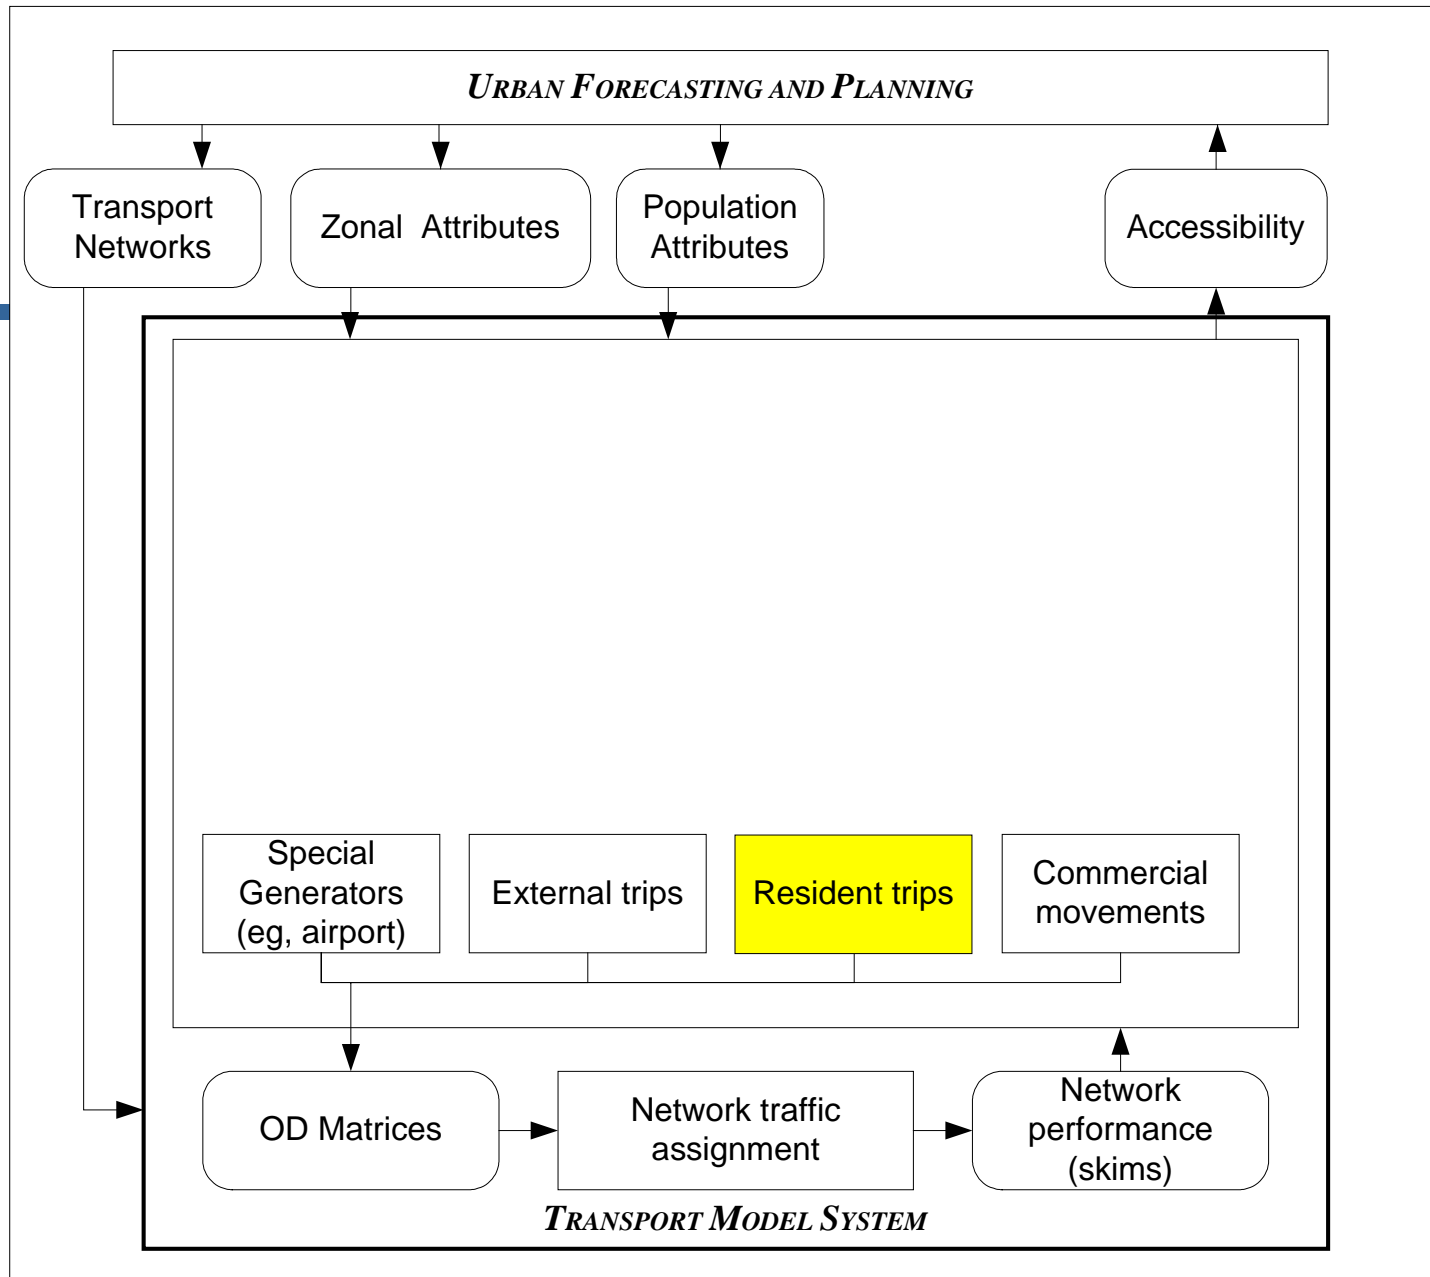 URBAN FORECASTING AND PLANNING
Transport
Networks
Zonal Attributes
Population
Attributes
Accessibility
Special
Generators
(eg, airport)
External trips
Resident trips
Commercial
movements
OD Matrices
Network traffic
assignment
Network
performance
(skims)
TRANSPORT MODEL SYSTEM